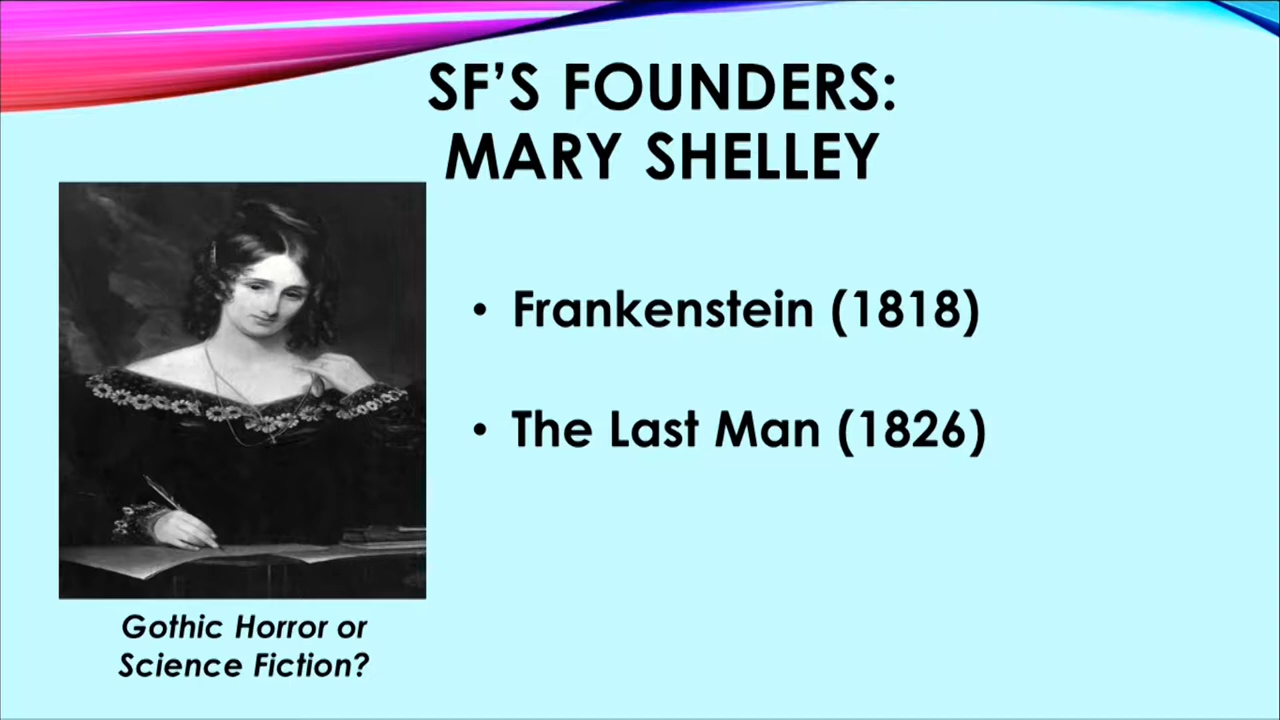 SF'S FOUNDERS:
MARY SHELLEY
• Frankenstein (1818)
• The Last Man (1826)
Gothic Horror or
Science Fiction?